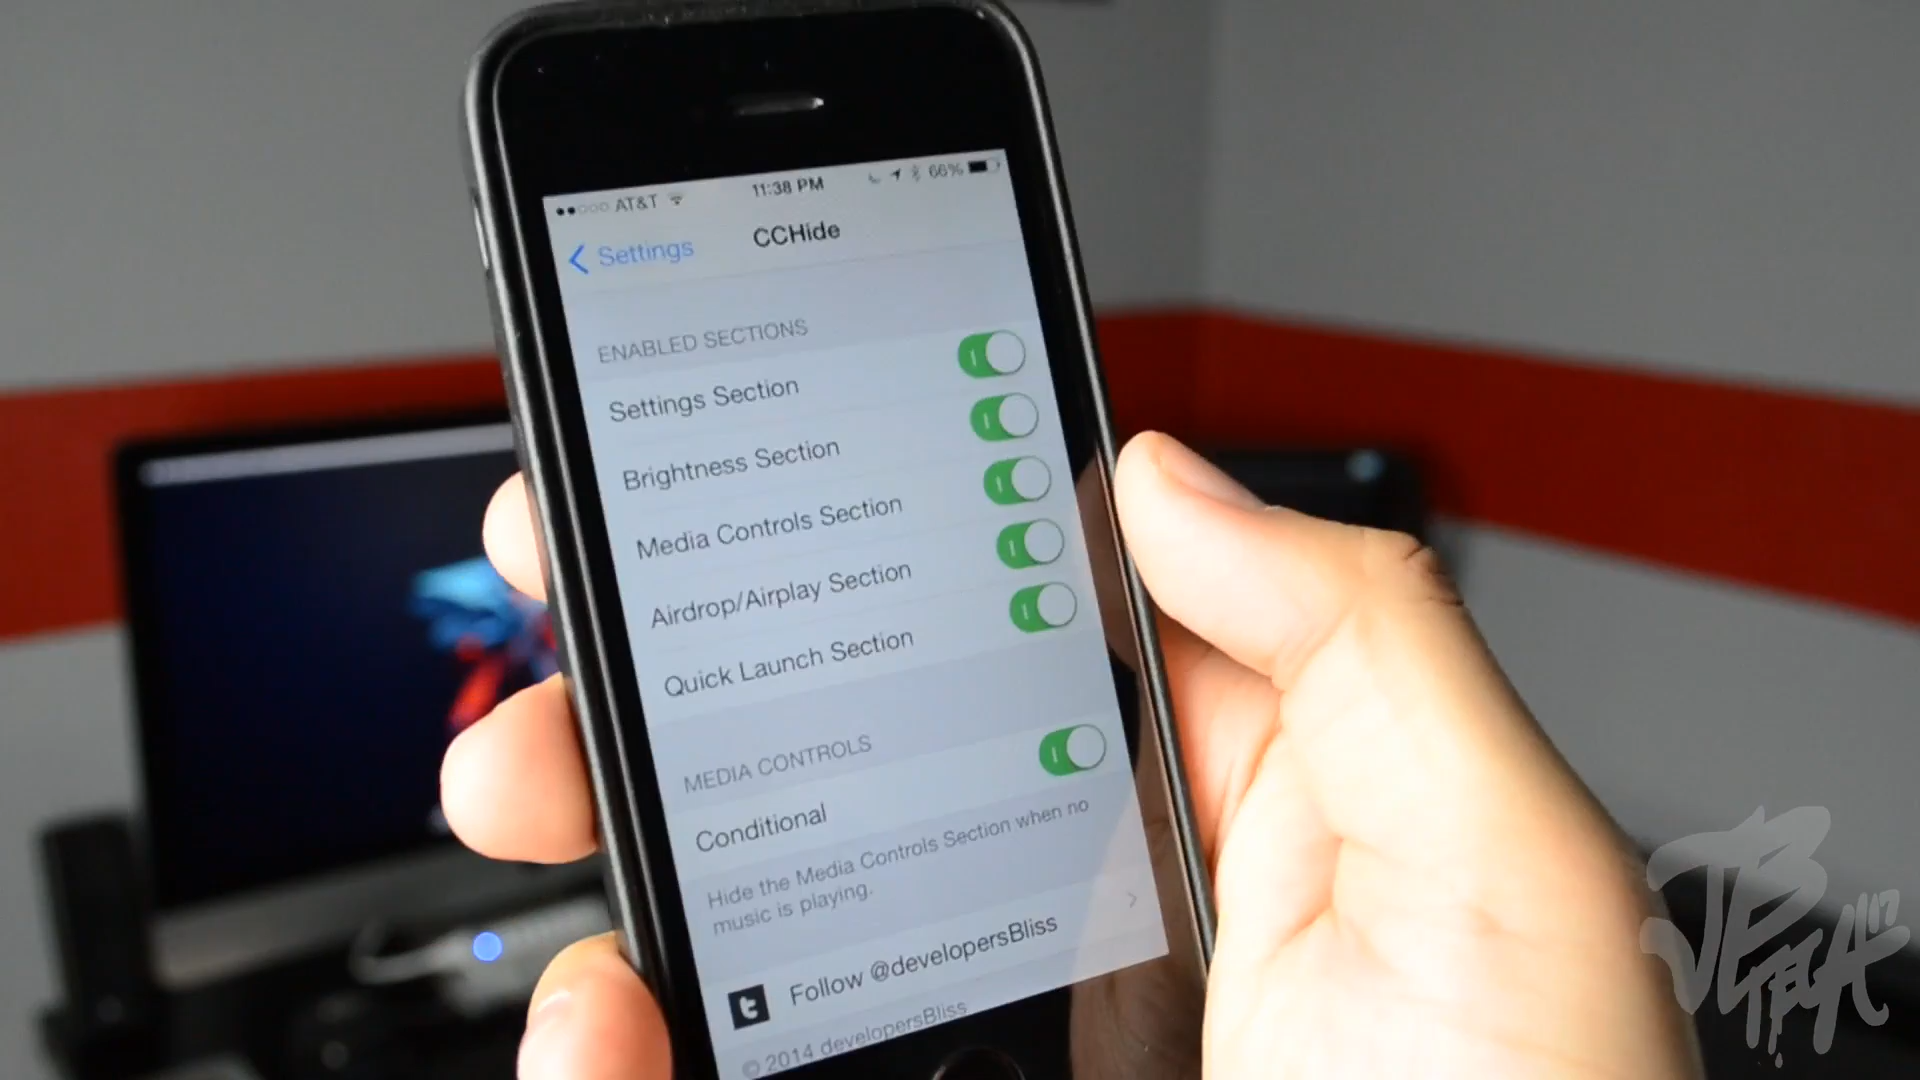 AT&T 11:38 PM 66%
Settings CCHide
ENABLED SECTIONS
Settings Section
Brightness Section
Media Controls Section
Airdrop/Airplay Section
Quick Launch Section
MEDIA CONTROLS
Conditional
Hide the Media Controls Section when no
music is playing.
Follow @developersBliss
© 2014 developersBliss
JB TECH